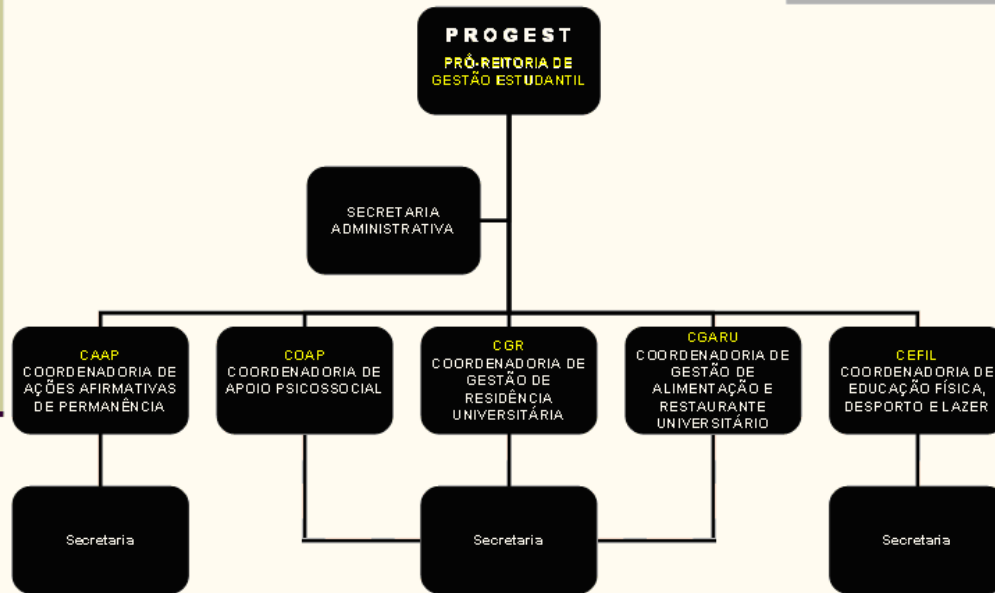 PROGEST
PRÔ-REITORIA DE
GESTÃO ESTUDANTIL
SECRETARIA
ADMINISTRATIVA
CAAP
COORDENADORIA DE
AÇÕES AFIRMATIVAS
DE PERMANÊNCIA
COAP
COORDENADORIA DE
APOIO PSICOSSOCIAL
CGR
COORDENADORIA DE
GESTÃO DE
RESIDÊNCIA
UNIVERSITÁRIA
CGARU
COORDENADORIA DE
GESTÃO DE
ALIMENTAÇÃO E
RESTAURANTE
UNIVERSITÁRIO
CEFIL
COORDENADORIA DE
EDUCAÇÃO FÍSICA,
DESPORTO E LAZER
Secretaria
Secretaria
Secretaria